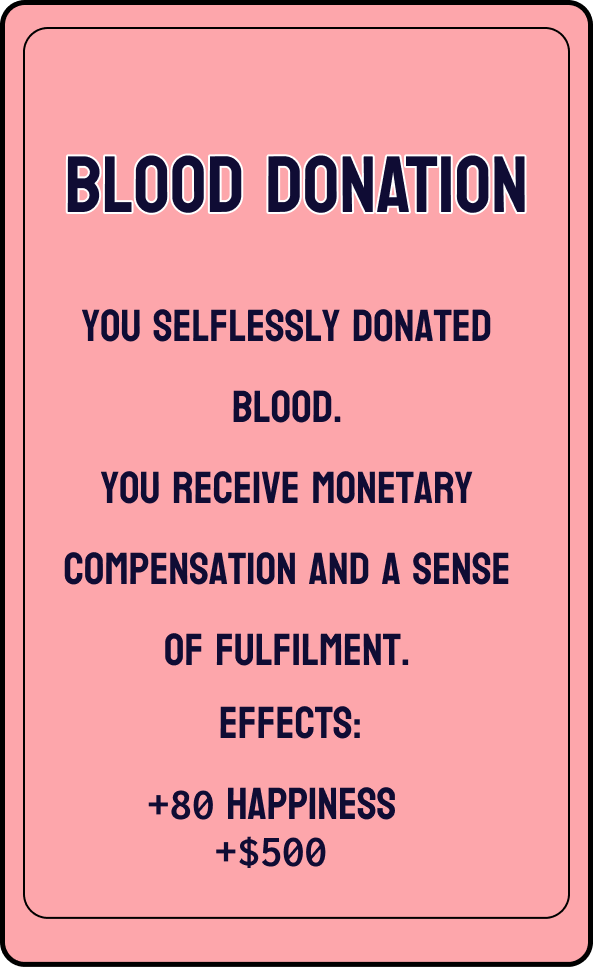 BLOOD DONATION
YOU SELFLESSLY DONATED
BLOOD.
YOU RECEIVE MONETARY
COMPENSATION AND A SENSE
OF FULFILMENT.
EFFECTS:
+80 HAPPINESS
+$500